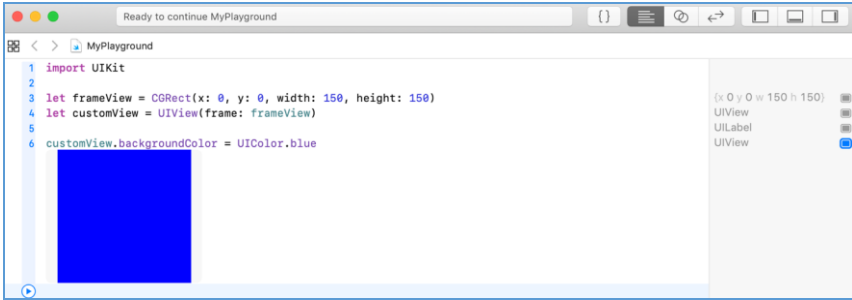 Ready to continue MyPlayground
{ }
MyPlayground
1 import UIKit
2
3 let frameView = CGRect(x: 0, y: 0, width: 150, height: 150)
{x 0 y 0 w 150 h 150}
4 let customView = UIView(frame: frameView)
UIView
5
UILabel
6 customView.backgroundColor = UIColor.blue
UIView